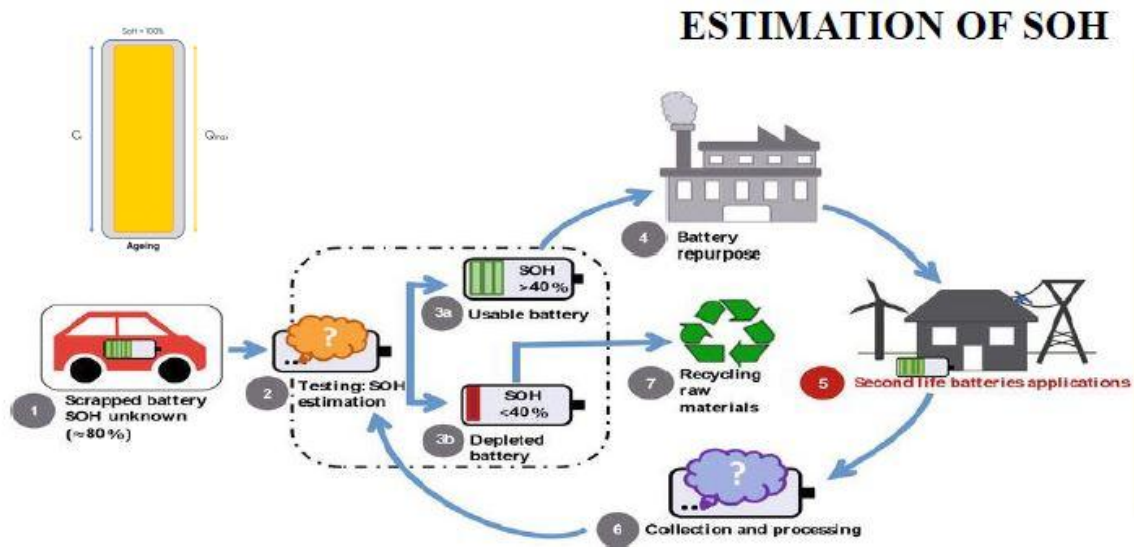 ESTIMATION OF SOH
SoH = 100%
Qmax
Ageing
1
Scrapped battery
SOH unknown
(≈80%)
?
2
Testing: SOH
estimation
SOH
>40%
3a
Usable battery
SOH
<40%
3b
Depleted
battery
4
Battery
repurpose
5
Second life batteries applications
?
6
Collection and processing
7
Recycling
raw
materials